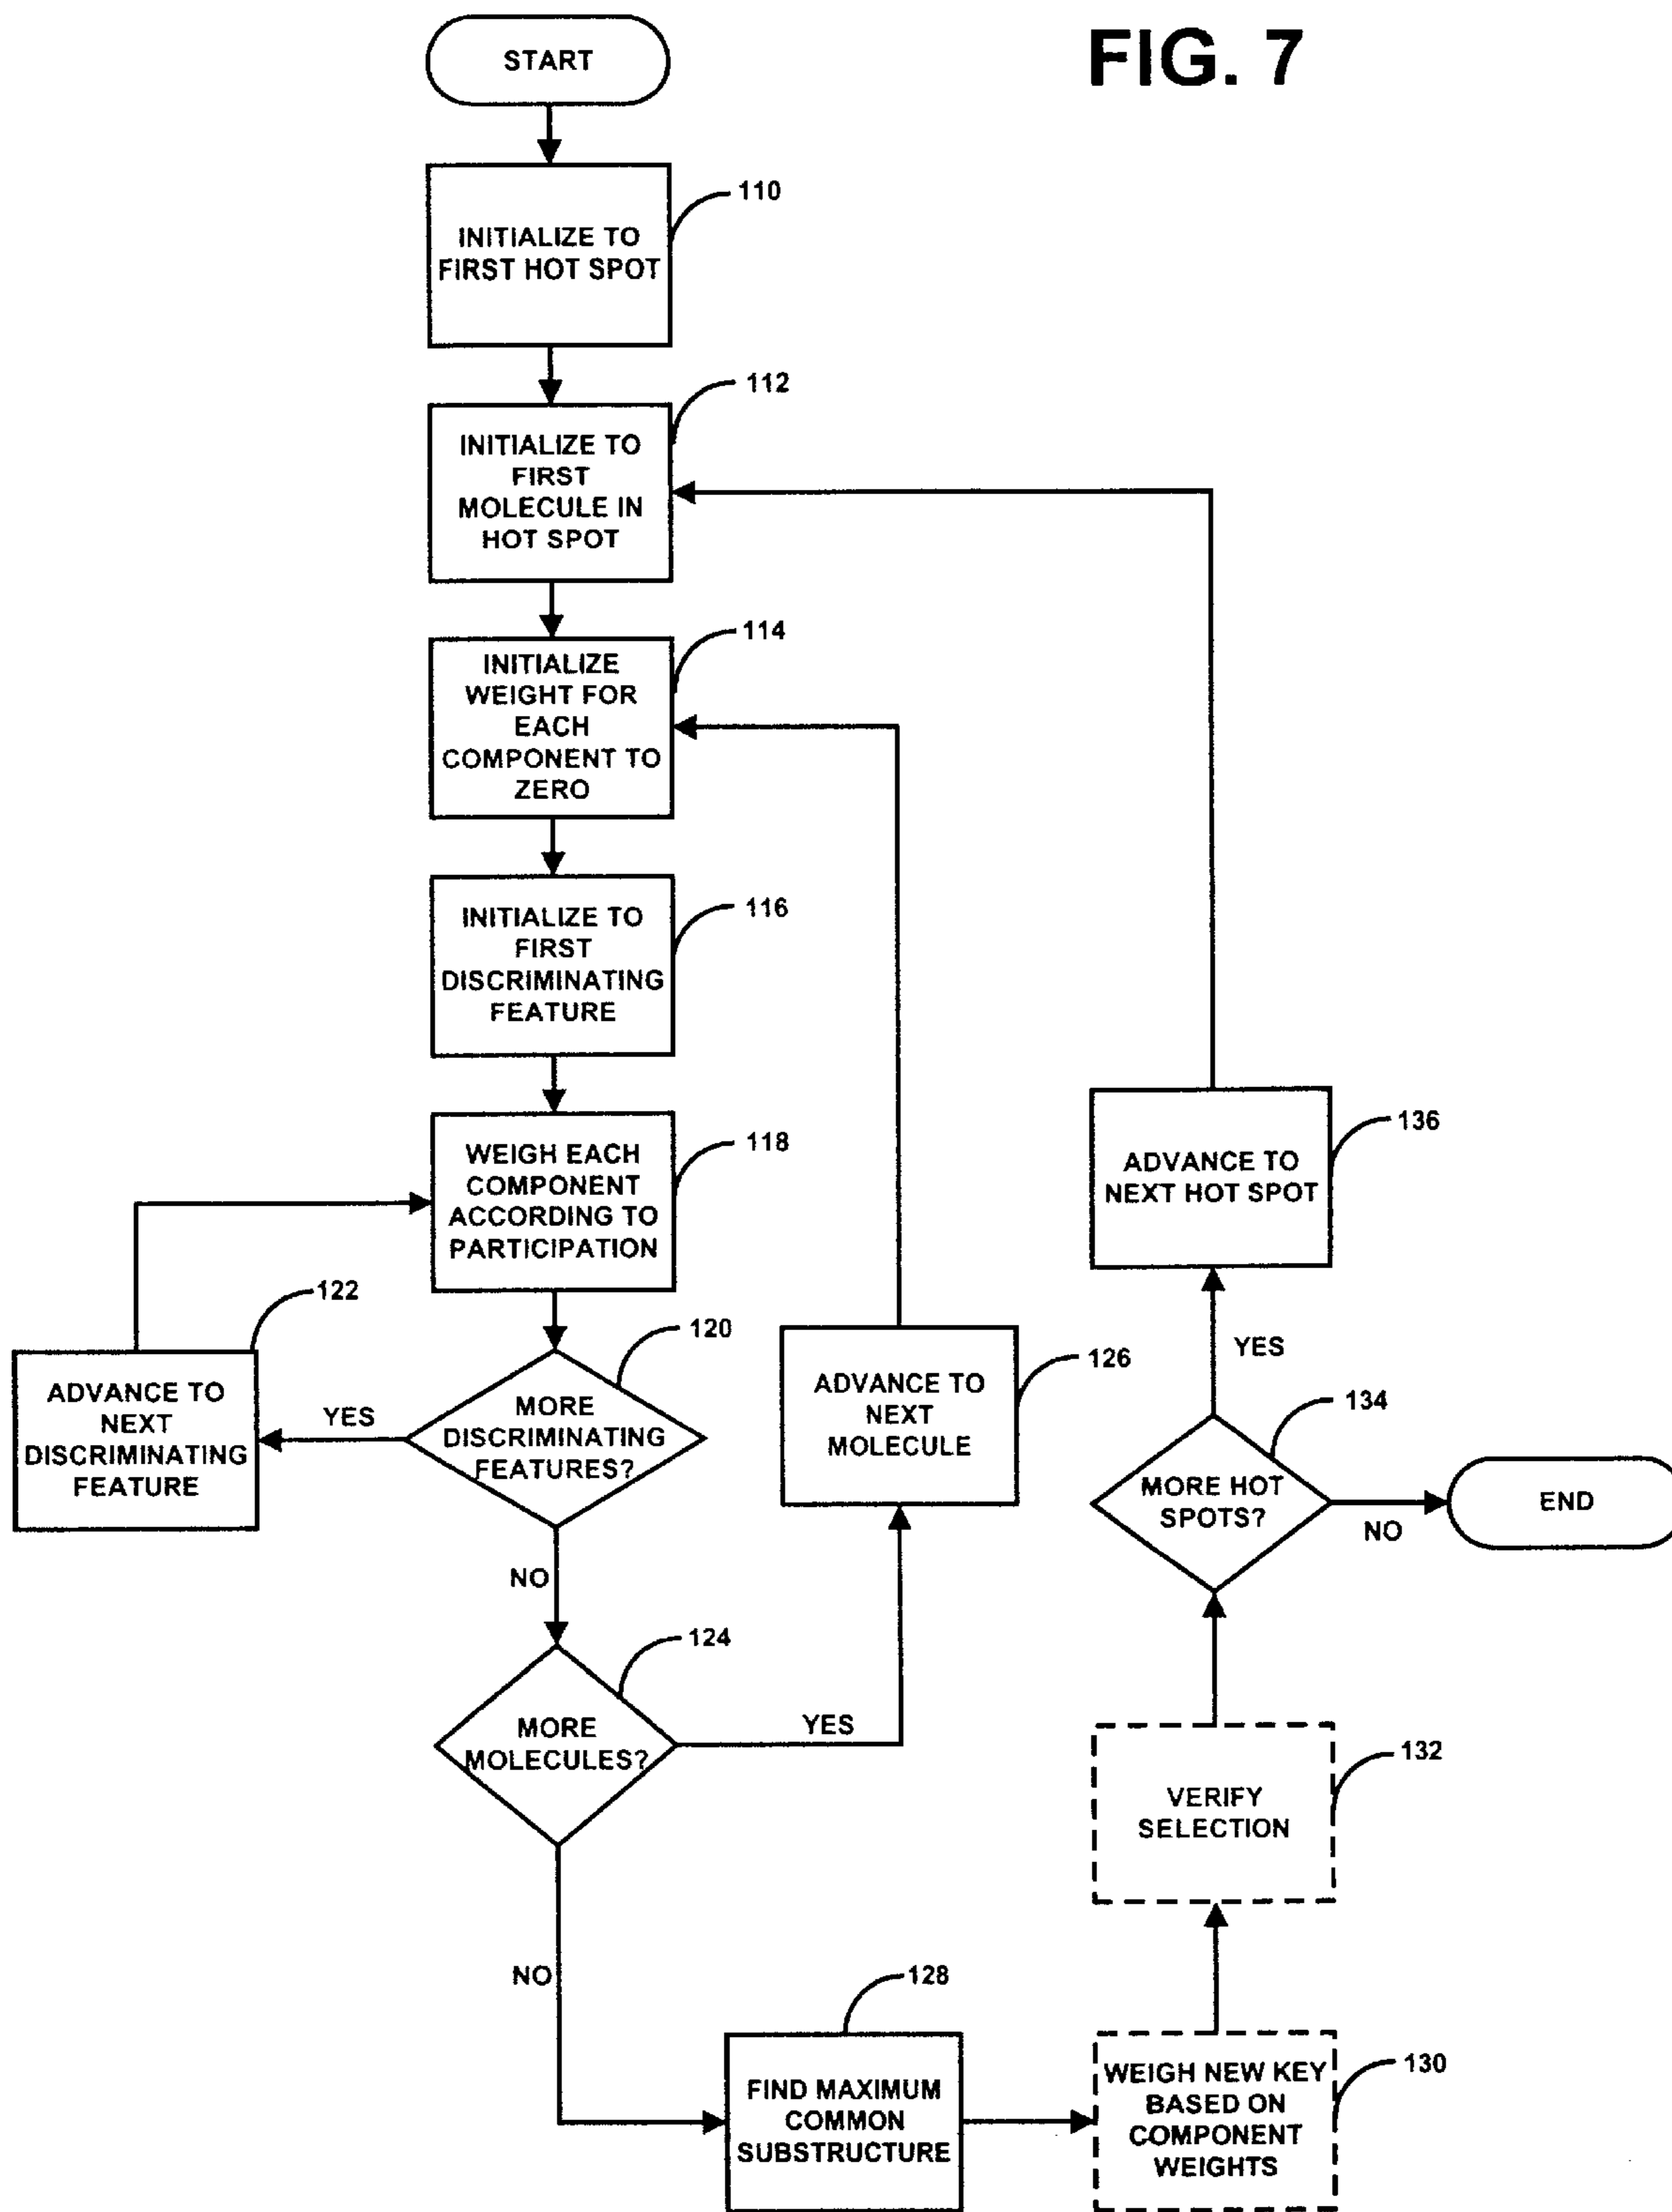 FIG. 7
START
110
INITIALIZE TO
FIRST HOT SPOT
112
INITIALIZE TO
FIRST
MOLECULE IN
HOT SPOT
114
INITIALIZE
WEIGHT FOR
EACH
COMPONENT TO
ZERO
116
INITIALIZE TO
FIRST
DISCRIMINATING
FEATURE
118
WEIGH EACH
COMPONENT
ACCORDING TO
PARTICIPATION
120
MORE
DISCRIMINATING
FEATURES?
YES
122
ADVANCE TO
NEXT
DISCRIMINATING
FEATURE
NO
124
MORE
MOLECULES?
YES
126
ADVANCE TO
NEXT
MOLECULE
NO
128
FIND MAXIMUM
COMMON
SUBSTRUCTURE
130
WEIGH NEW KEY
BASED ON
COMPONENT
WEIGHTS
132
VERIFY
SELECTION
134
MORE HOT
SPOTS?
YES
136
ADVANCE TO
NEXT HOT SPOT
NO
END